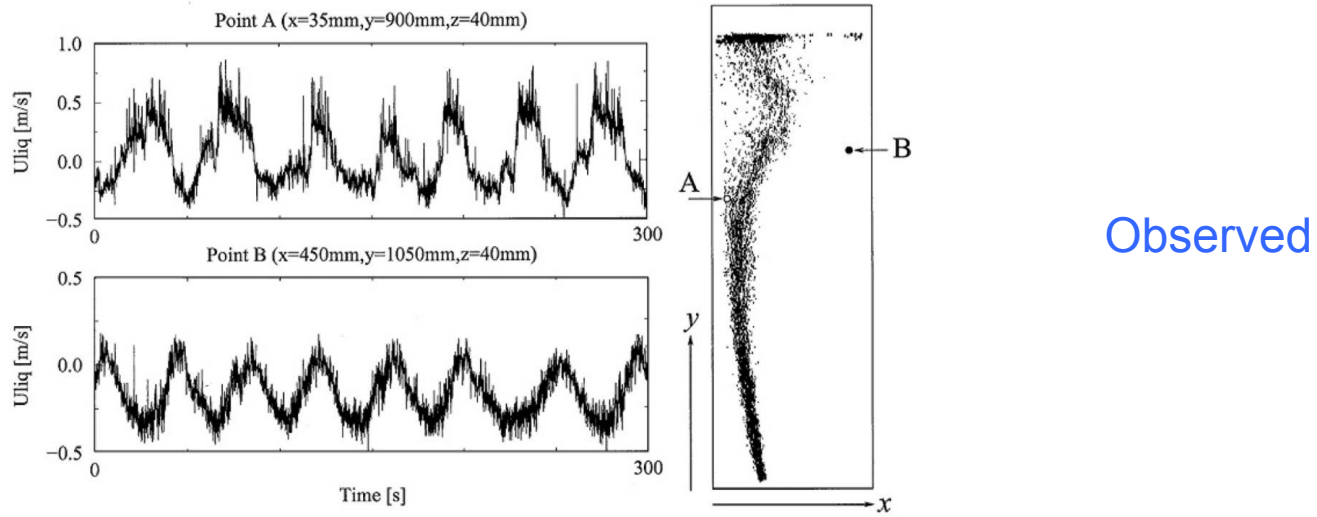 Point A (x=35mm,y=900mm,z=40mm)
1.0
0.5
0.0
−0.5
Uliq [m/s]
0
300
Point B (x=450mm,y=1050mm,z=40mm)
0.5
0.0
−0.5
Uliq [m/s]
0
300
Time [s]
A
B
y
x
Observed